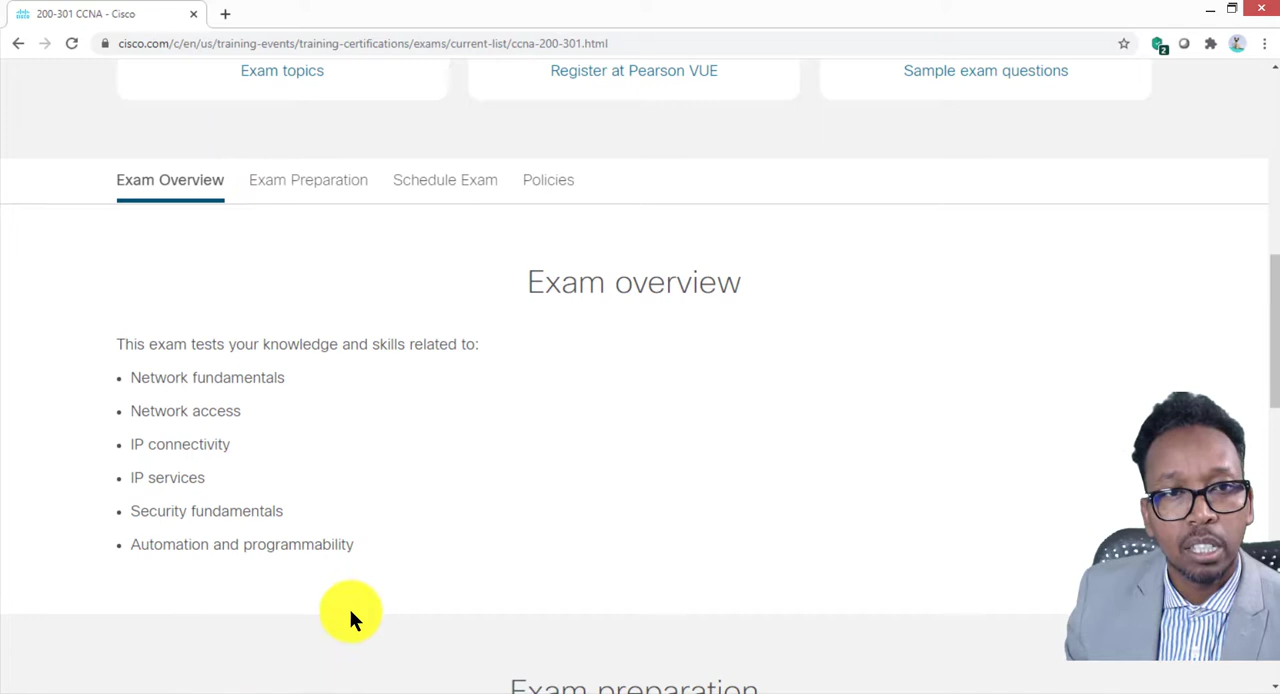 200-301 CCNA - Cisco
cisco.com/c/en/us/training-events/training-certifications/exams/current-list/ccna-200-301.html
2
Exam topics
Register at Pearson VUE
Sample exam questions
Exam Overview
Exam Preparation
Schedule Exam
Policies
Exam overview
This exam tests your knowledge and skills related to:
• Network fundamentals
• Network access
• IP connectivity
• IP services
• Security fundamentals
• Automation and programmability
Exam preparation